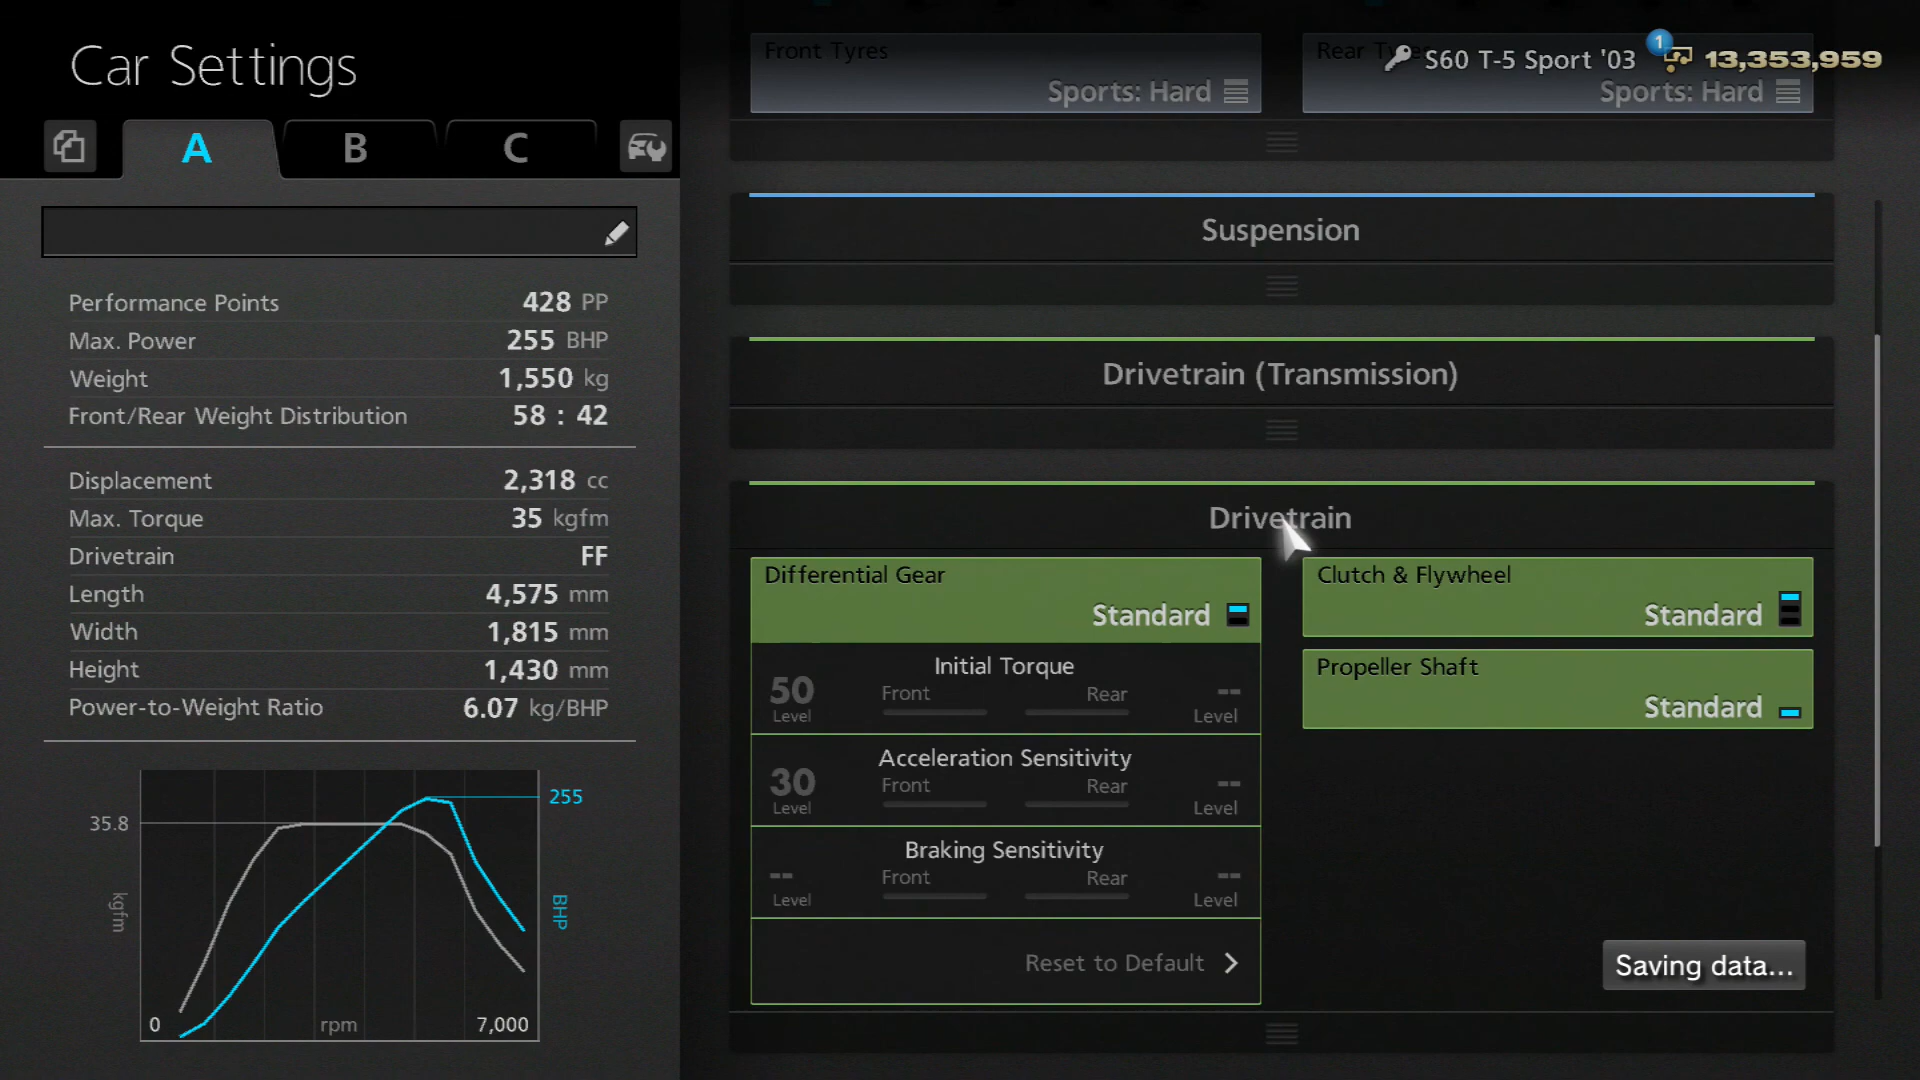 Car Settings
A
B
C
Performance Points 428 PP
Max. Power 255 BHP
Weight 1,550 kg
Front/Rear Weight Distribution 58 : 42
Displacement 2,318 cc
Max. Torque 35 kgfm
Drivetrain FF
Length 4,575 mm
Width 1,815 mm
Height 1,430 mm
Power-to-Weight Ratio 6.07 kg/BHP
255
35.8
kgfm
BHP
0 rpm 7,000
S60 T-5 Sport '03 1 13,353,959
Front Tyres
Sports: Hard
Rear Tyres
Sports: Hard
Suspension
Drivetrain (Transmission)
Drivetrain
Differential Gear
Standard
Initial Torque
50 Level Front Rear -- Level
Acceleration Sensitivity
30 Level Front Rear -- Level
Braking Sensitivity
-- Level Front Rear -- Level
Reset to Default
Clutch & Flywheel
Standard
Propeller Shaft
Standard
Saving data...